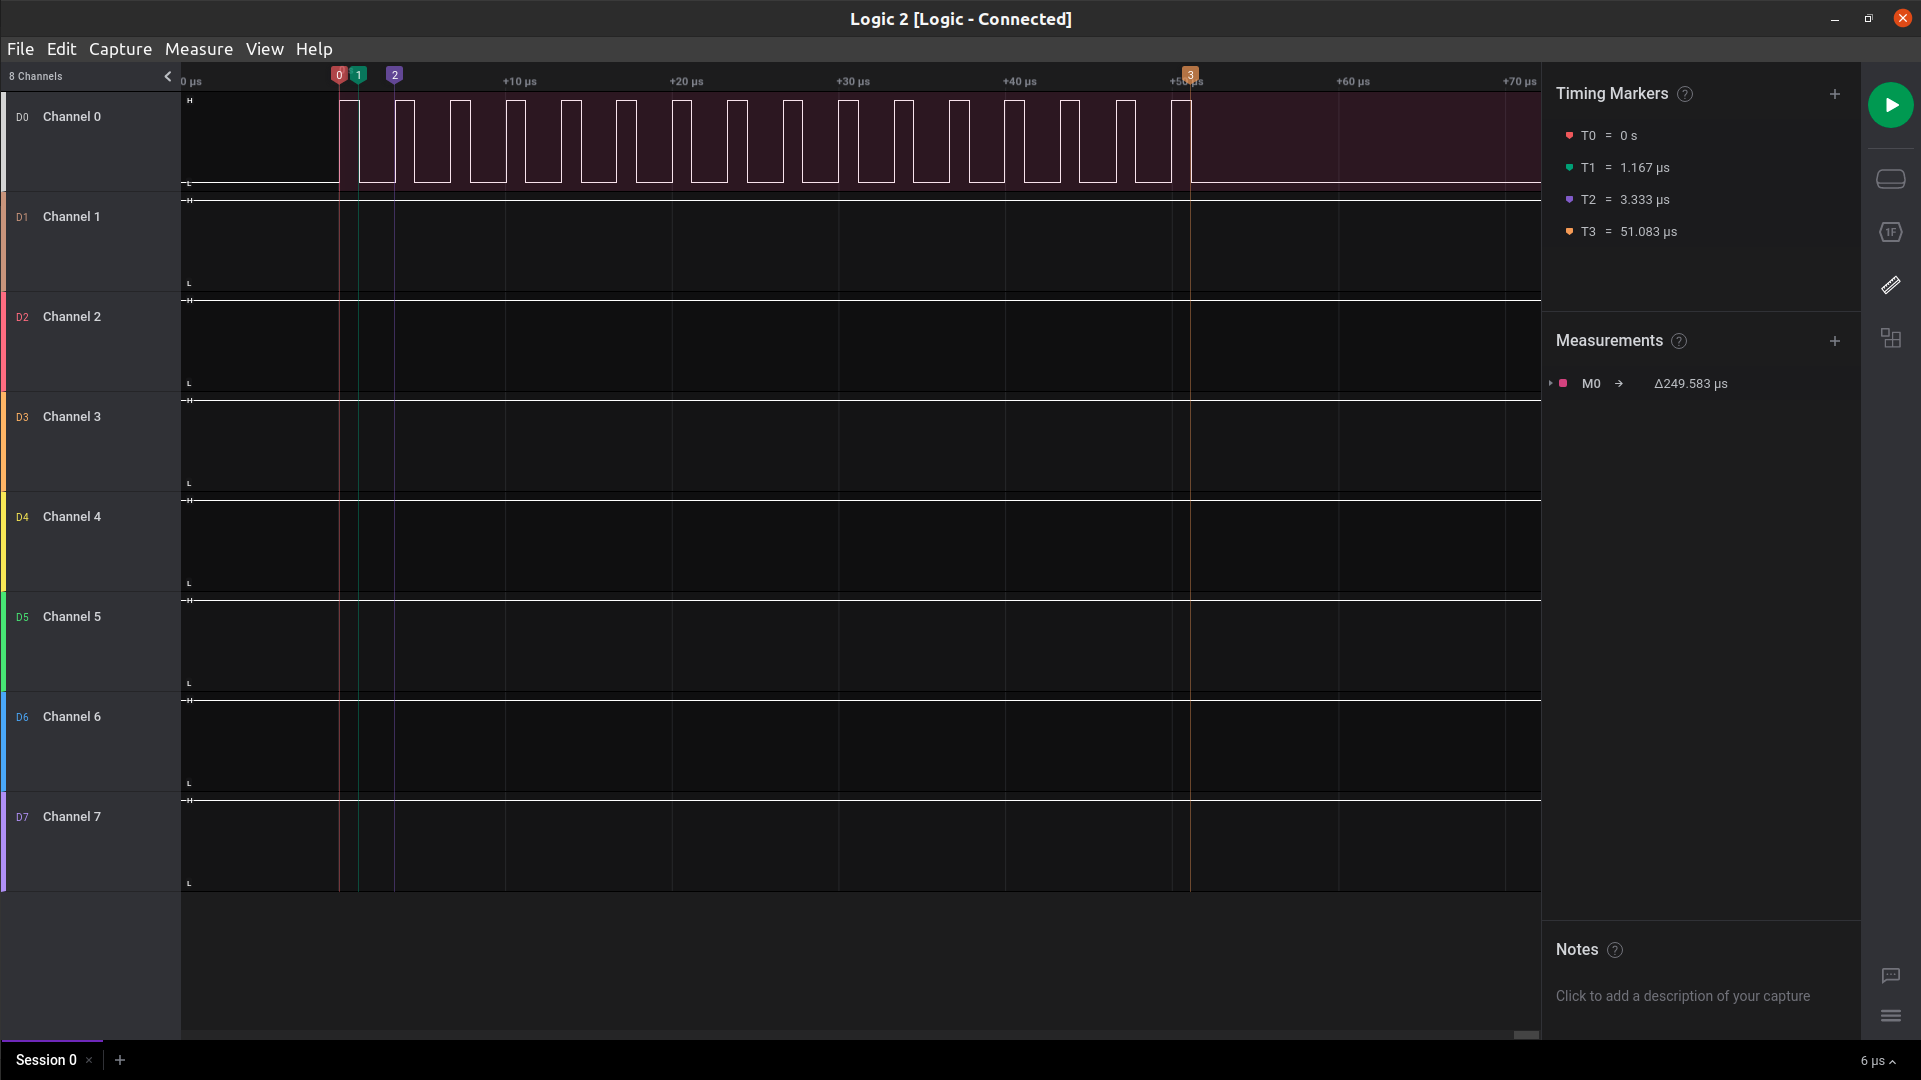 Logic 2 [Logic - Connected]
File Edit Capture Measure View Help
8 Channels
0 µs +10 µs +20 µs +30 µs +40 µs +50 µs +60 µs +70 µs
0 1 2 3
D0 Channel 0
H
L
D1 Channel 1
H
L
D2 Channel 2
H
L
D3 Channel 3
H
L
D4 Channel 4
H
L
D5 Channel 5
H
L
D6 Channel 6
H
L
D7 Channel 7
H
L
Timing Markers ? +
T0 = 0 s
T1 = 1.167 µs
T2 = 3.333 µs
T3 = 51.083 µs
Measurements ? +
M0 → Δ249.583 µs
Notes ?
Click to add a description of your capture
1F
Session 0 × +
6 µs